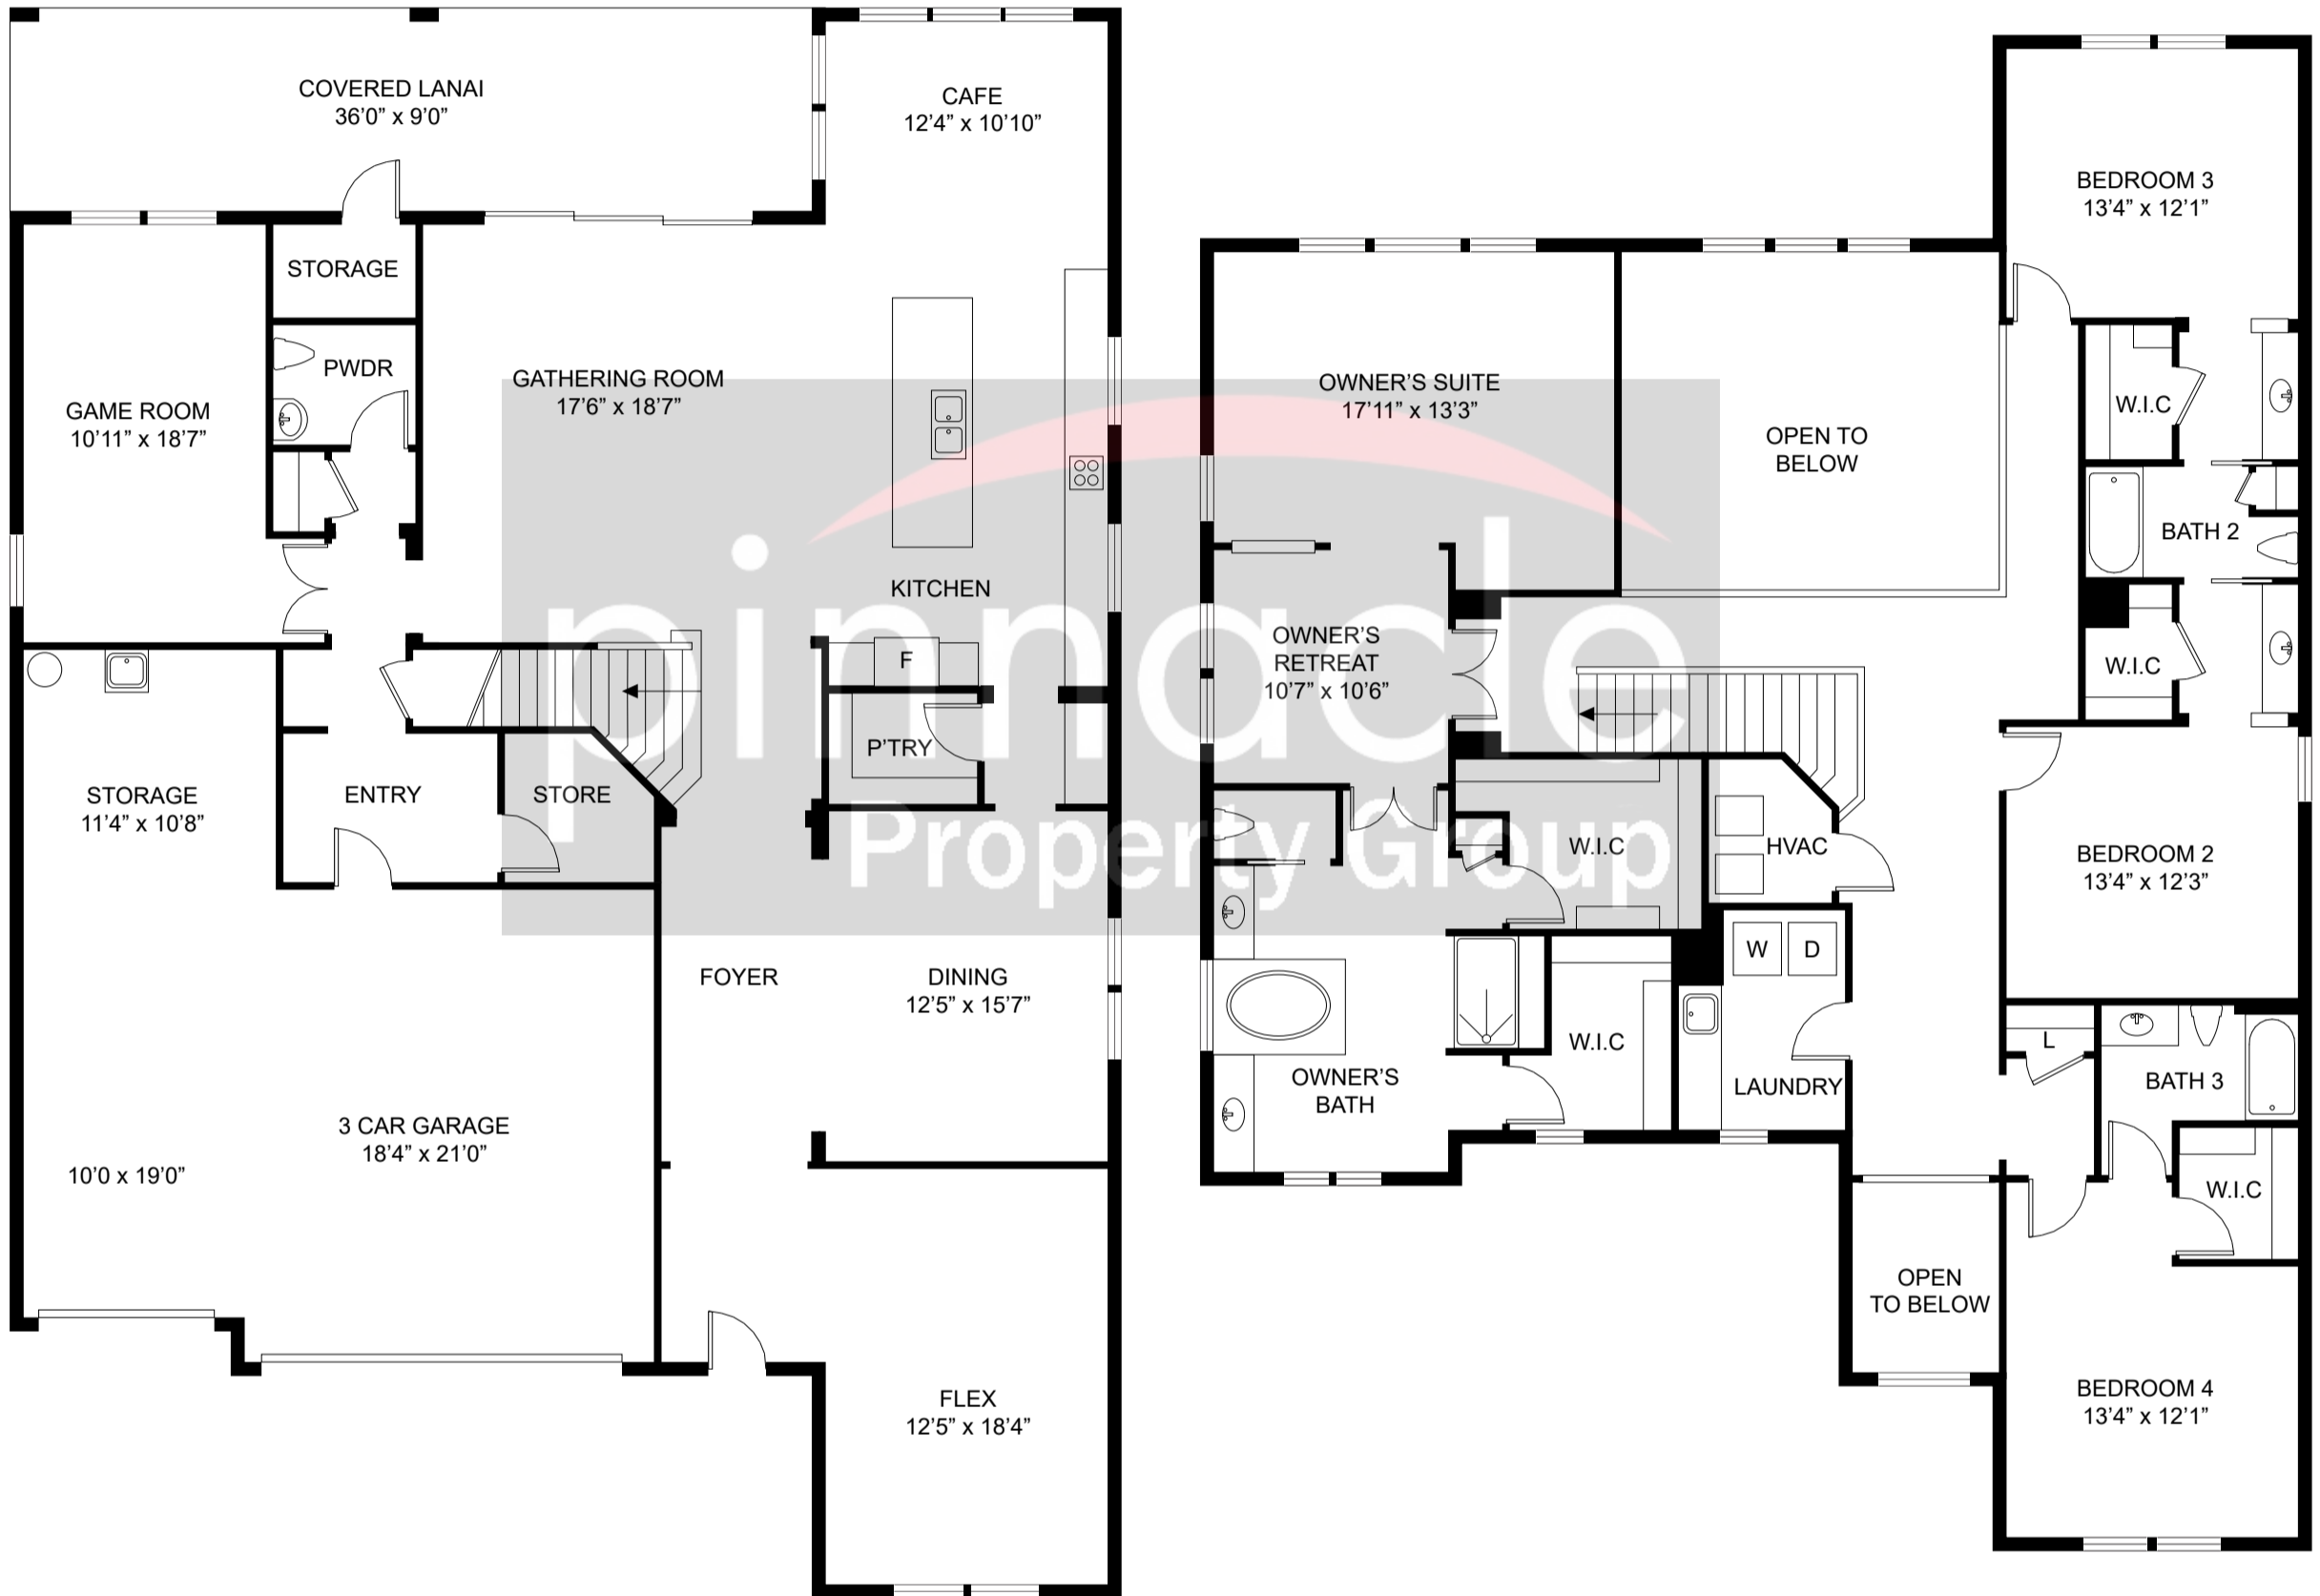 COVERED LANAI
36’0” x 9’0”
CAFE
12’4” x 10’10”
STORAGE
PWDR
GAME ROOM
10’11” x 18’7”
GATHERING ROOM
17’6” x 18’7”
KITCHEN
F
P’TRY
STORAGE
11’4” x 10’8”
ENTRY
STORE
FOYER
DINING
12’5” x 15’7”
3 CAR GARAGE
18’4” x 21’0”
10’0 x 19’0”
FLEX
12’5” x 18’4”
BEDROOM 3
13’4” x 12’1”
OWNER’S SUITE
17’11” x 13’3”
OPEN TO
BELOW
W.I.C
BATH 2
W.I.C
OWNER’S
RETREAT
10’7” x 10’6”
W.I.C
HVAC
BEDROOM 2
13’4” x 12’3”
W D
W.I.C
L
LAUNDRY
BATH 3
OWNER’S
BATH
W.I.C
OPEN
TO BELOW
BEDROOM 4
13’4” x 12’1”
pinnacle
Property Group